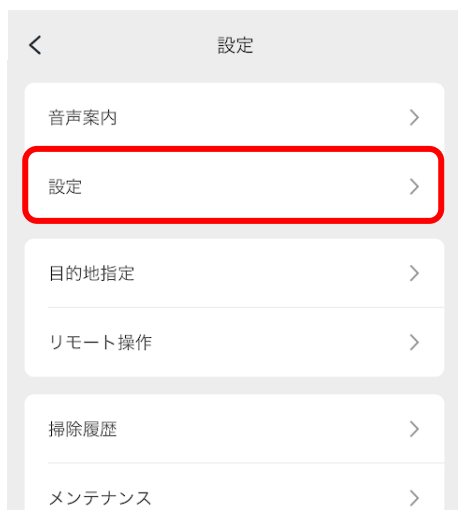 設定
音声案内
設定
目的地指定
リモート操作
掃除履歴
メンテナンス